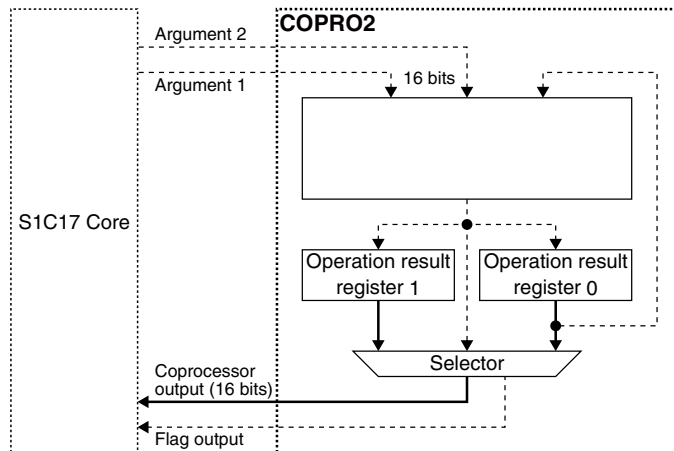 COPRO2
Argument 2
Argument 1
16 bits
S1C17 Core
Operation result
register 1
Operation result
register 0
Selector
Coprocessor
output (16 bits)
Flag output